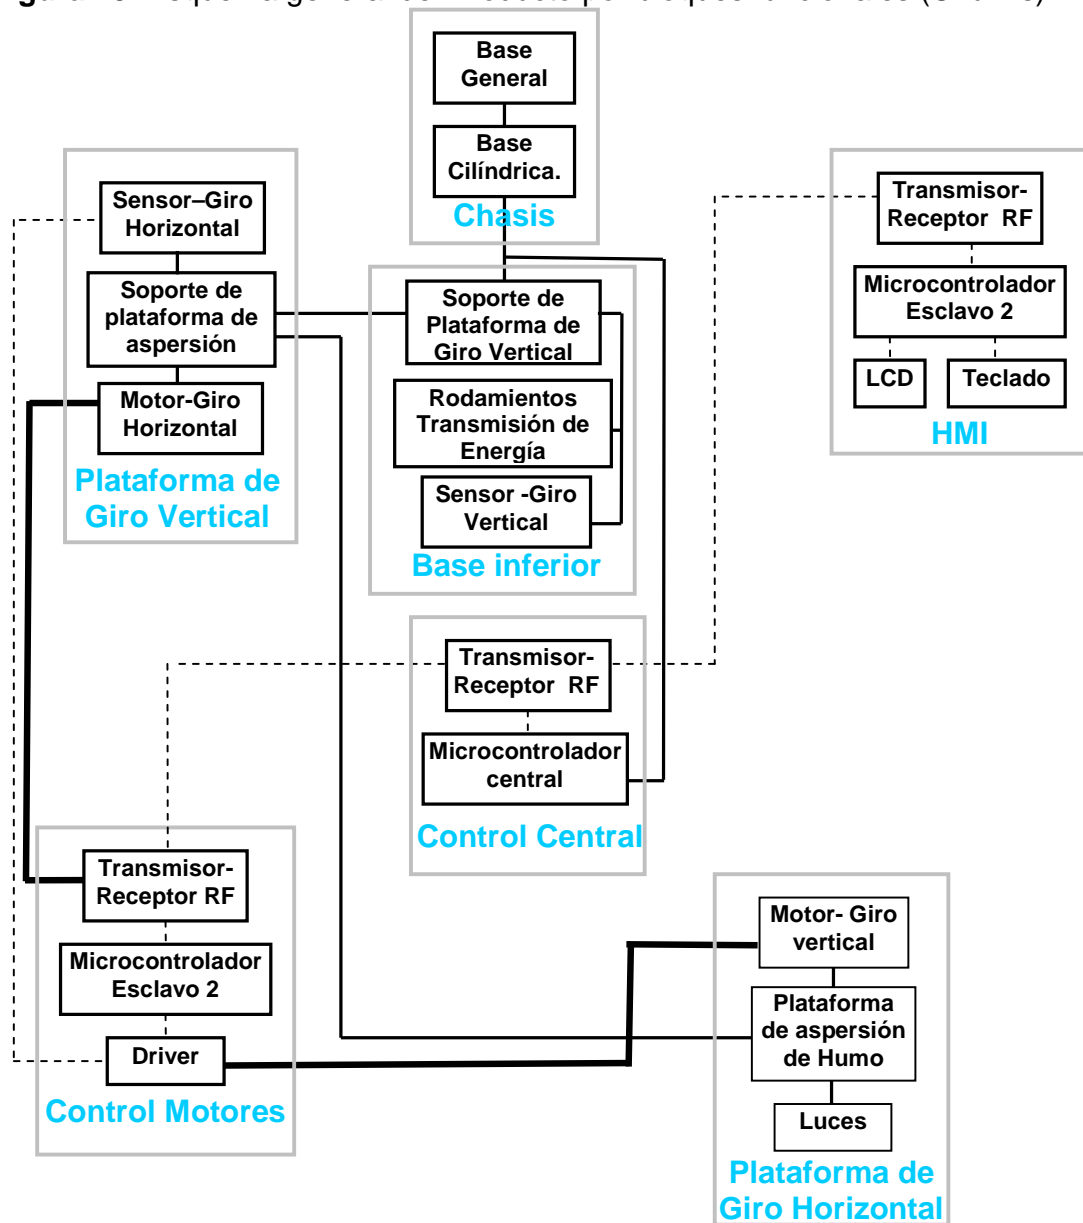 Base
General
Base
Cilíndrica.
Chasis
Sensor–Giro
Horizontal
Soporte de
plataforma de
aspersión
Motor-Giro
Horizontal
Plataforma de
Giro Vertical
Soporte de
Plataforma de
Giro Vertical
Rodamientos
Transmisión de
Energía
Sensor -Giro
Vertical
Base inferior
Transmisor-
Receptor RF
Microcontrolador
Esclavo 2
LCD
Teclado
HMI
Transmisor-
Receptor RF
Microcontrolador
central
Control Central
Transmisor-
Receptor RF
Microcontrolador
Esclavo 2
Driver
Control Motores
Motor- Giro
vertical
Plataforma
de aspersión
de Humo
Luces
Plataforma de
Giro Horizontal